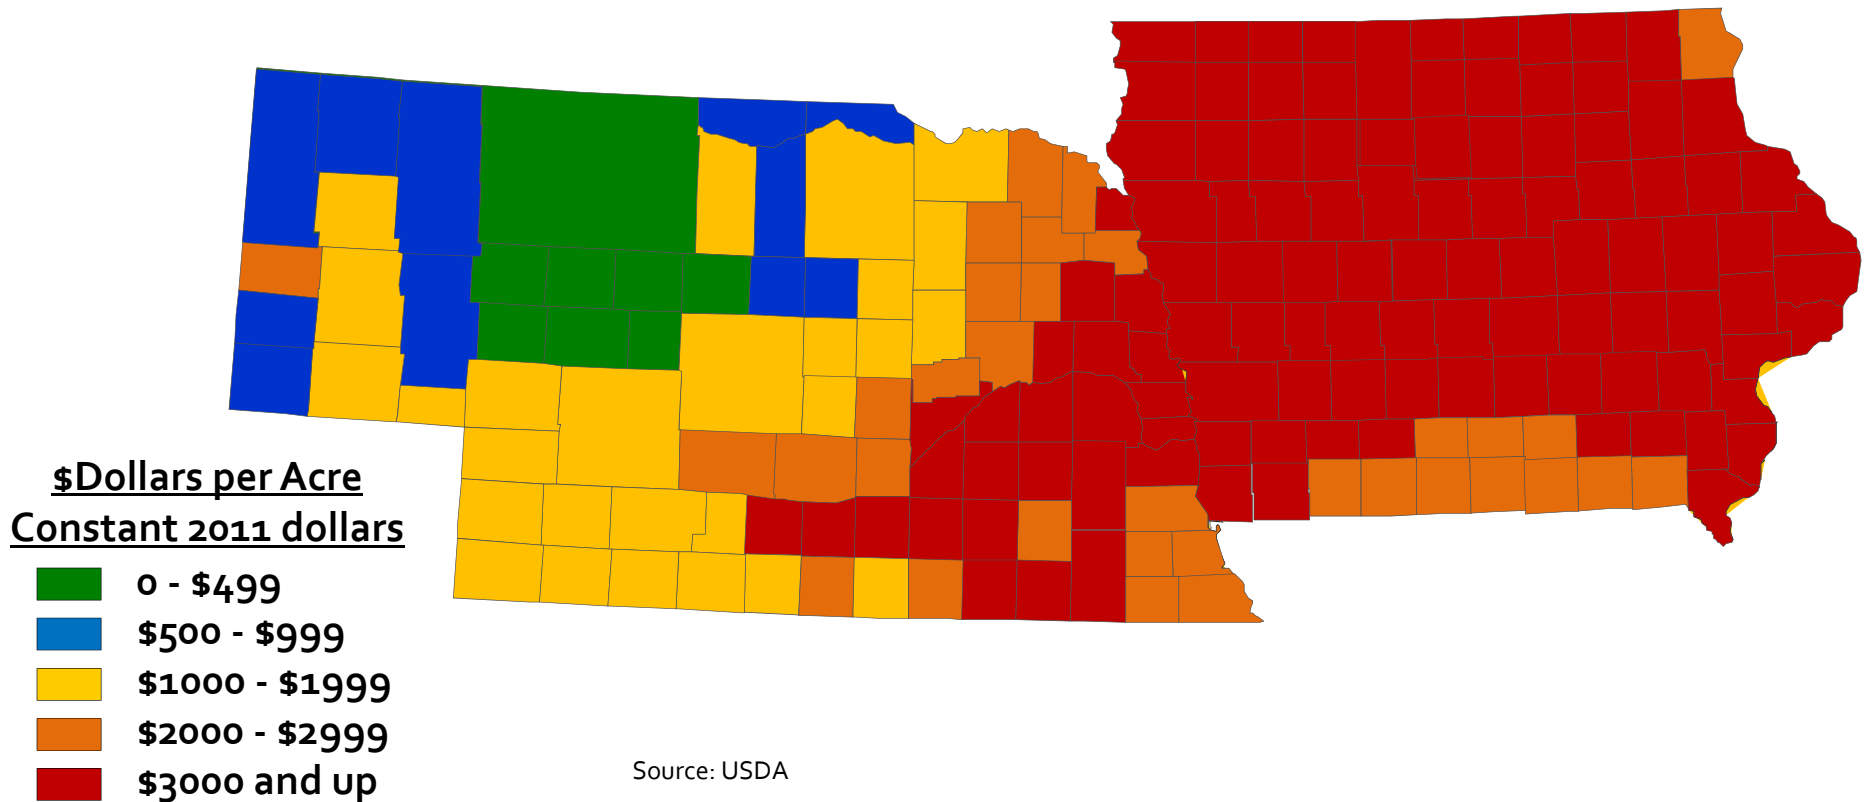 $Dollars per Acre
Constant 2011 dollars
0 - $499
$500 - $999
$1000 - $1999
$2000 - $2999
$3000 and up
Source: USDA